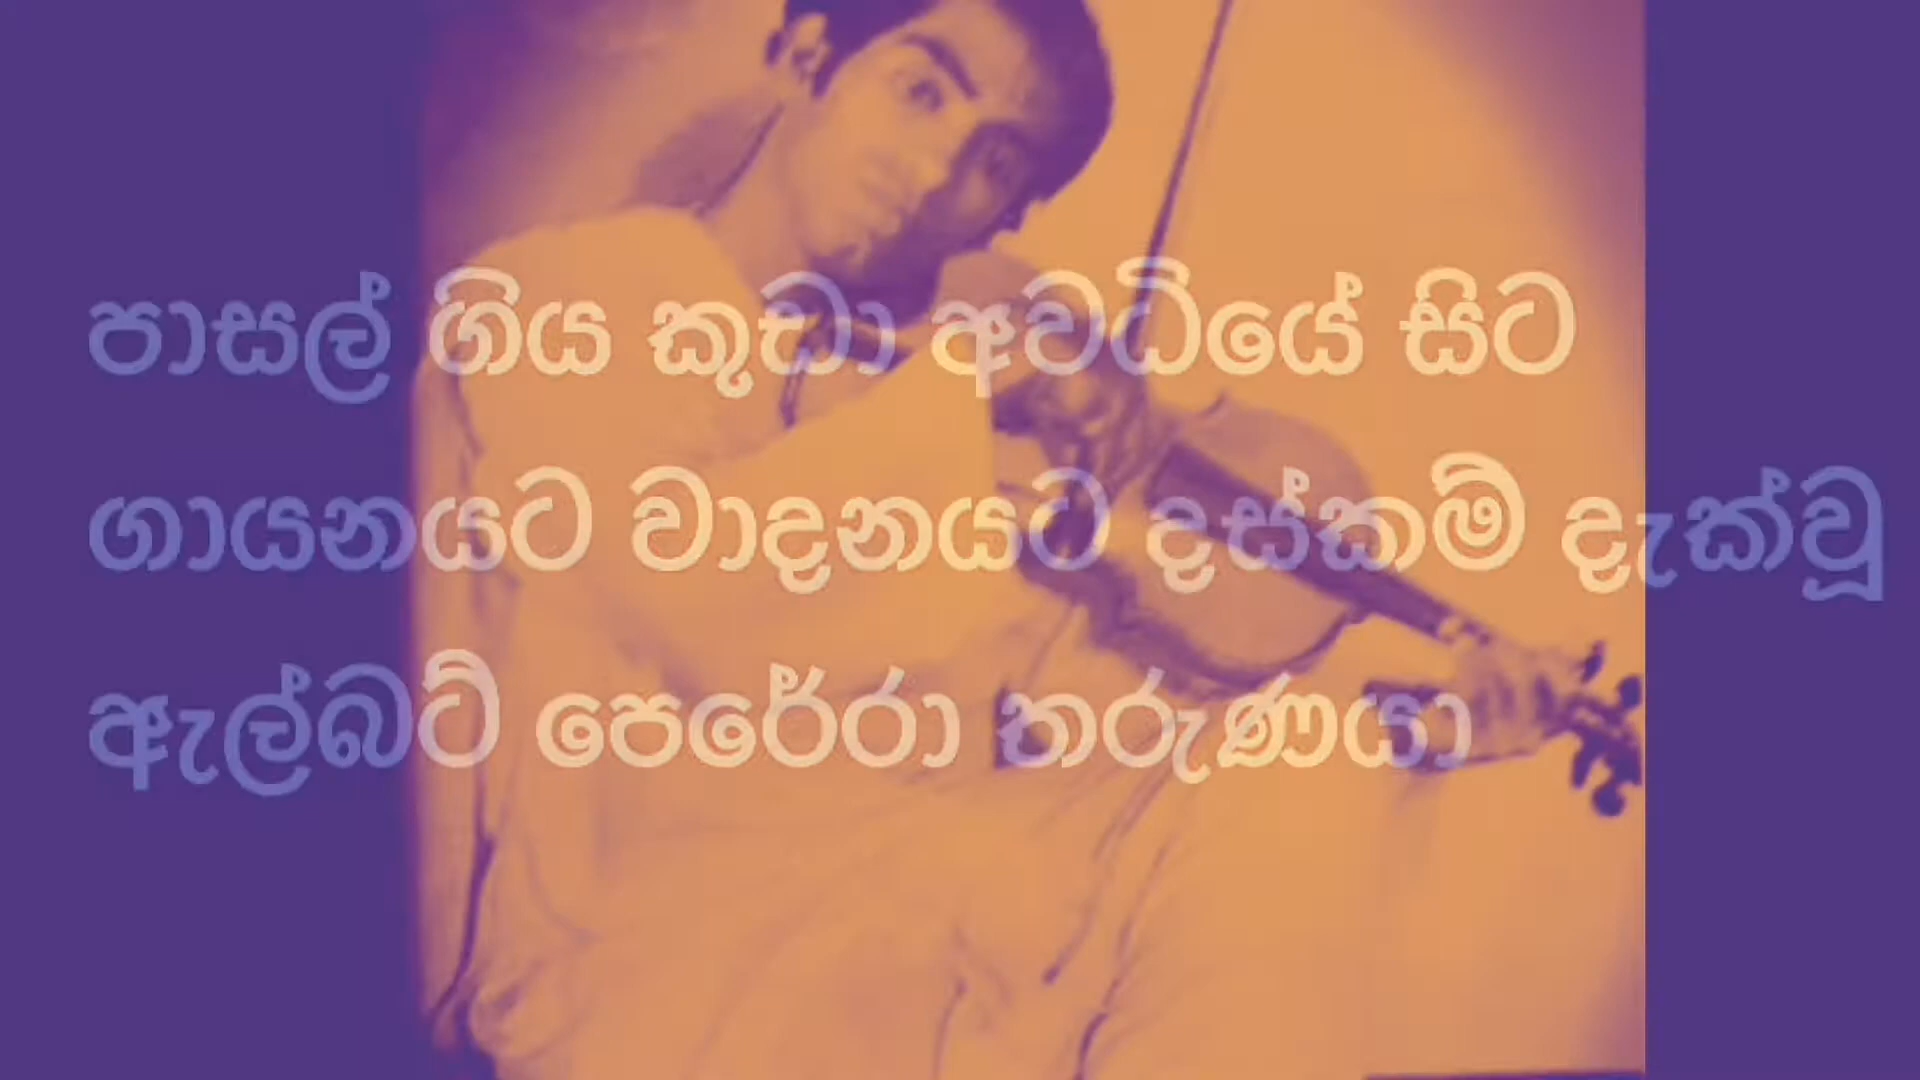 පාසල් ගිය කුඩා අවධියේ සිට
ගායනයට වාදනයට දස්කම් දැක්වූ
ඇල්බට් පෙරේරා තරුණයා